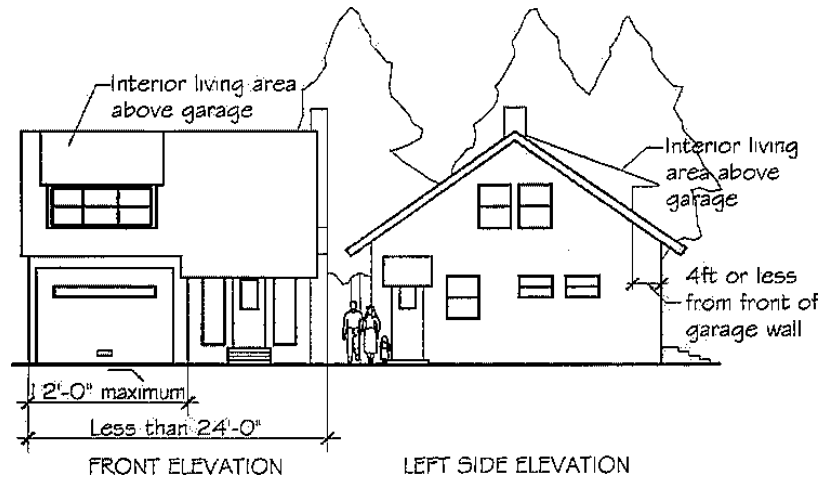 Interior living area
above garage
Interior living
area above
garage
4ft or less
from front of
garage wall
12'-0" maximum
Less than 24'-0"
FRONT ELEVATION
LEFT SIDE ELEVATION